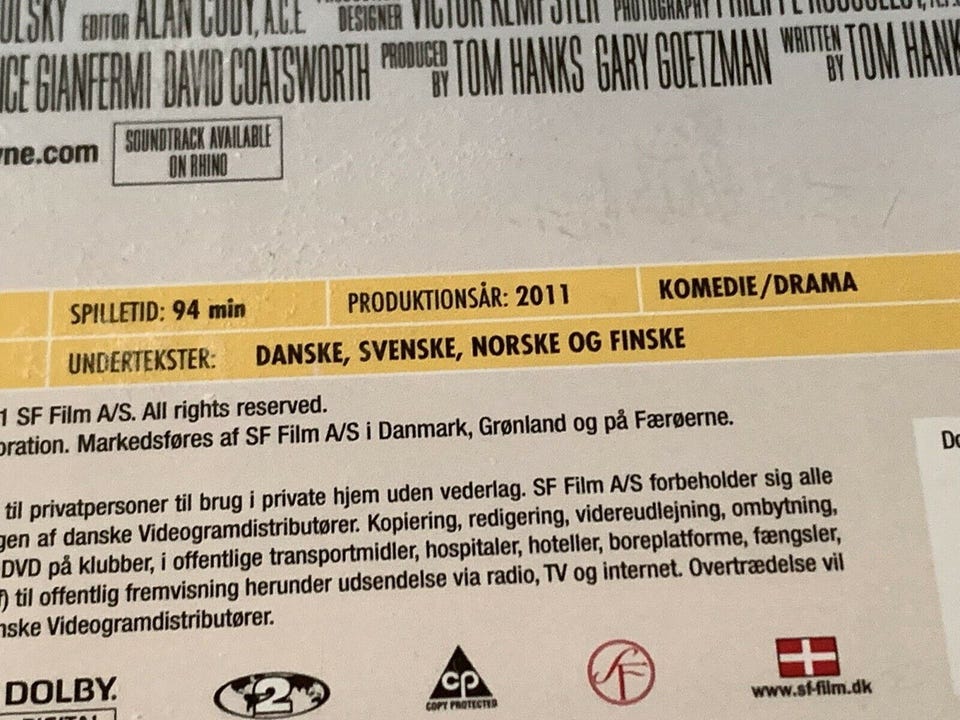 EDITOR ALAN CODY, A.C.E DESIGNER VICTOR KEMPSTER PHOTOGRAPHY
GIANFERMI DAVID COATSWORTH PRODUCED BY TOM HANKS GARY GOETZMAN WRITTEN BY TOM HANK
ne.com SOUNDTRACK AVAILABLE
ON RHINO
SPILLETID: 94 min PRODUKTIONSÅR: 2011 KOMEDIE/DRAMA
UNDERTEKSTER: DANSKE, SVENSKE, NORSKE OG FINSKE
1 SF Film A/S. All rights reserved.
oration. Markedsføres af SF Film A/S i Danmark, Grønland og på Færøerne.
til privatpersoner til brug i private hjem uden vederlag. SF Film A/S forbeholder sig alle
gen af danske Videogramdistributører. Kopiering, redigering, videreudlejning, ombytning,
DVD på klubber, i offentlige transportmidler, hospitaler, hoteller, boreplatforme, fængsler,
) til offentlig fremvisning herunder udsendelse via radio, TV og internet. Overtrædelse vil
nske Videogramdistributører.
DOLBY.
DIGITAL
2
CP
COPY PROTECTED
SF
www.sf-film.dk